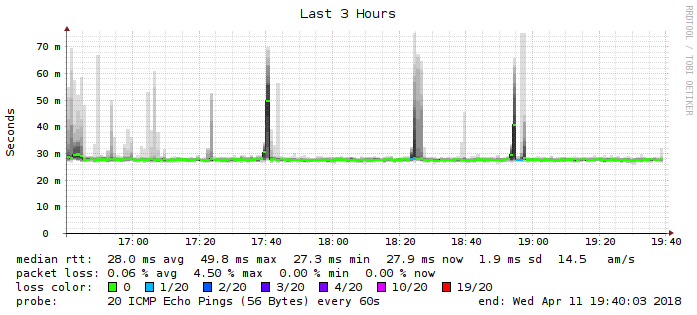 Last 3 Hours
RRDTOOL / TOBI OETIKER
Seconds
70 m
60 m
50 m
40 m
30 m
20 m
10 m
0
17:00 17:20 17:40 18:00 18:20 18:40 19:00 19:20 19:40
median rtt: 28.0 ms avg 49.8 ms max 27.3 ms min 27.9 ms now 1.9 ms sd 14.5 am/s
packet loss: 0.06 % avg 4.50 % max 0.00 % min 0.00 % now
loss color: 0 1/20 2/20 3/20 4/20 10/20 19/20
probe: 20 ICMP Echo Pings (56 Bytes) every 60s end: Wed Apr 11 19:40:03 2018